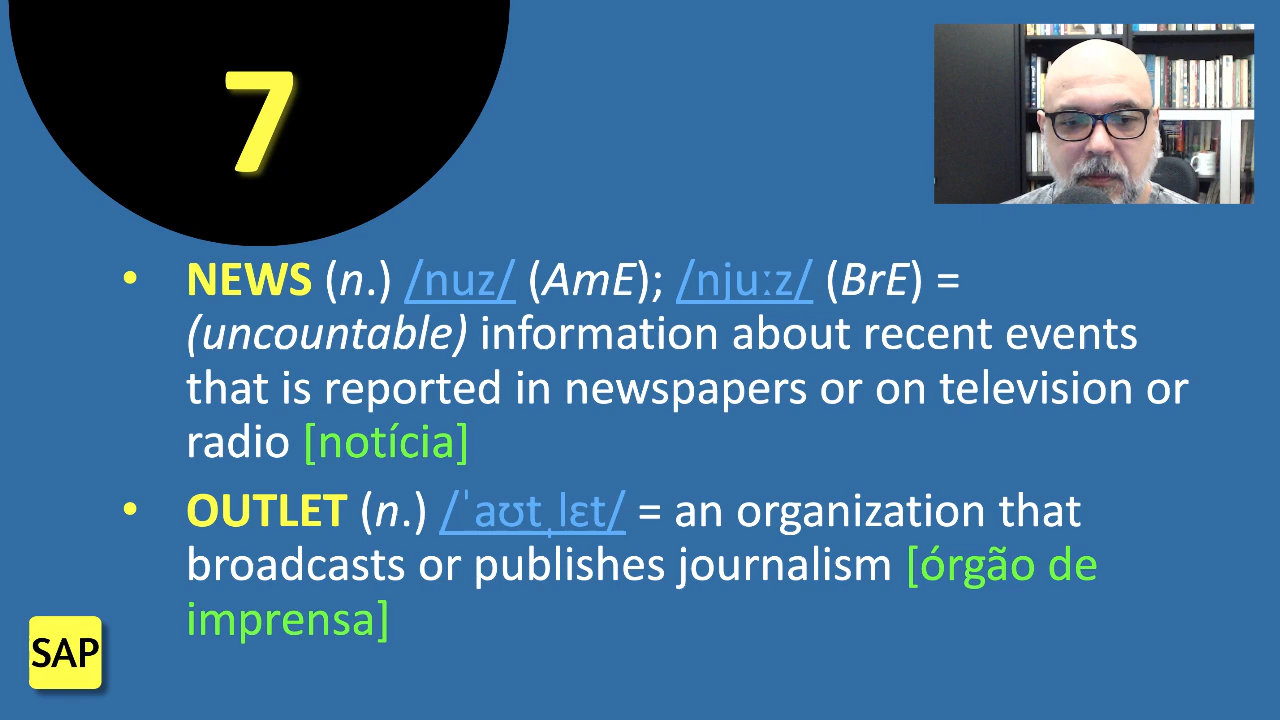 7
• NEWS (n.) /nuz/ (AmE); /njuːz/ (BrE) =
(uncountable) information about recent events
that is reported in newspapers or on television or
radio [notícia]
• OUTLET (n.) /ˈaʊtˌlɛt/ = an organization that
broadcasts or publishes journalism [órgão de
imprensa]
SAP